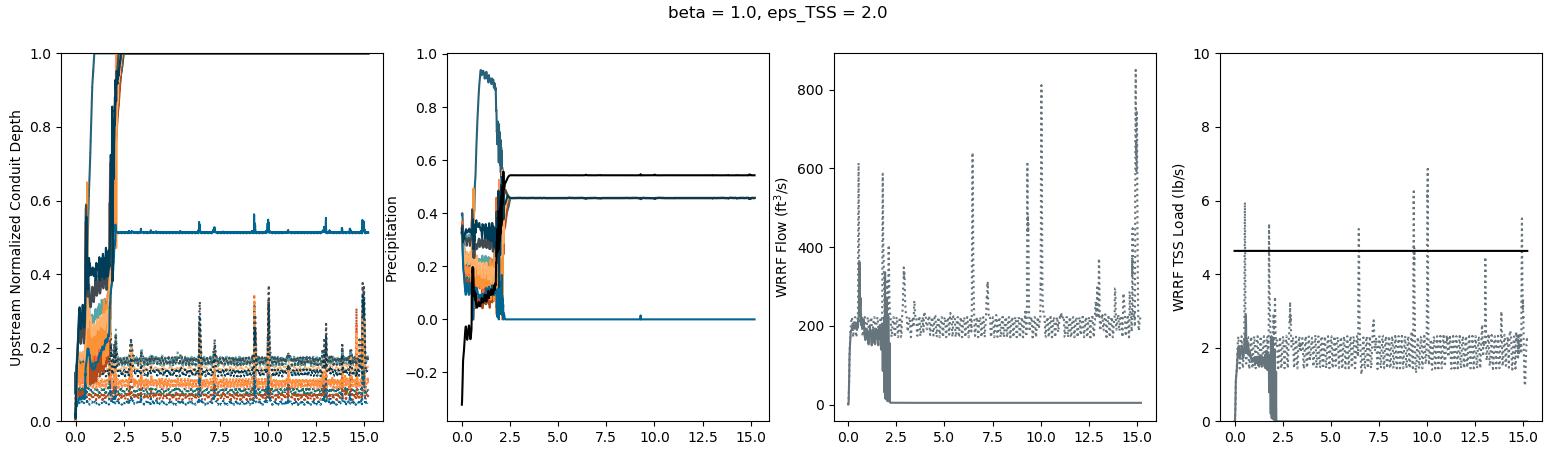 beta = 1.0, eps_TSS = 2.0
Upstream Normalized Conduit Depth
1.0
0.8
0.6
0.4
0.2
0.0
0.0 2.5 5.0 7.5 10.0 12.5 15.0
Precipitation
1.0
0.8
0.6
0.4
0.2
0.0
−0.2
0.0 2.5 5.0 7.5 10.0 12.5 15.0
WRRF Flow (ft³/s)
800
600
400
200
0
0.0 2.5 5.0 7.5 10.0 12.5 15.0
WRRF TSS Load (lb/s)
10
8
6
4
2
0
0.0 2.5 5.0 7.5 10.0 12.5 15.0